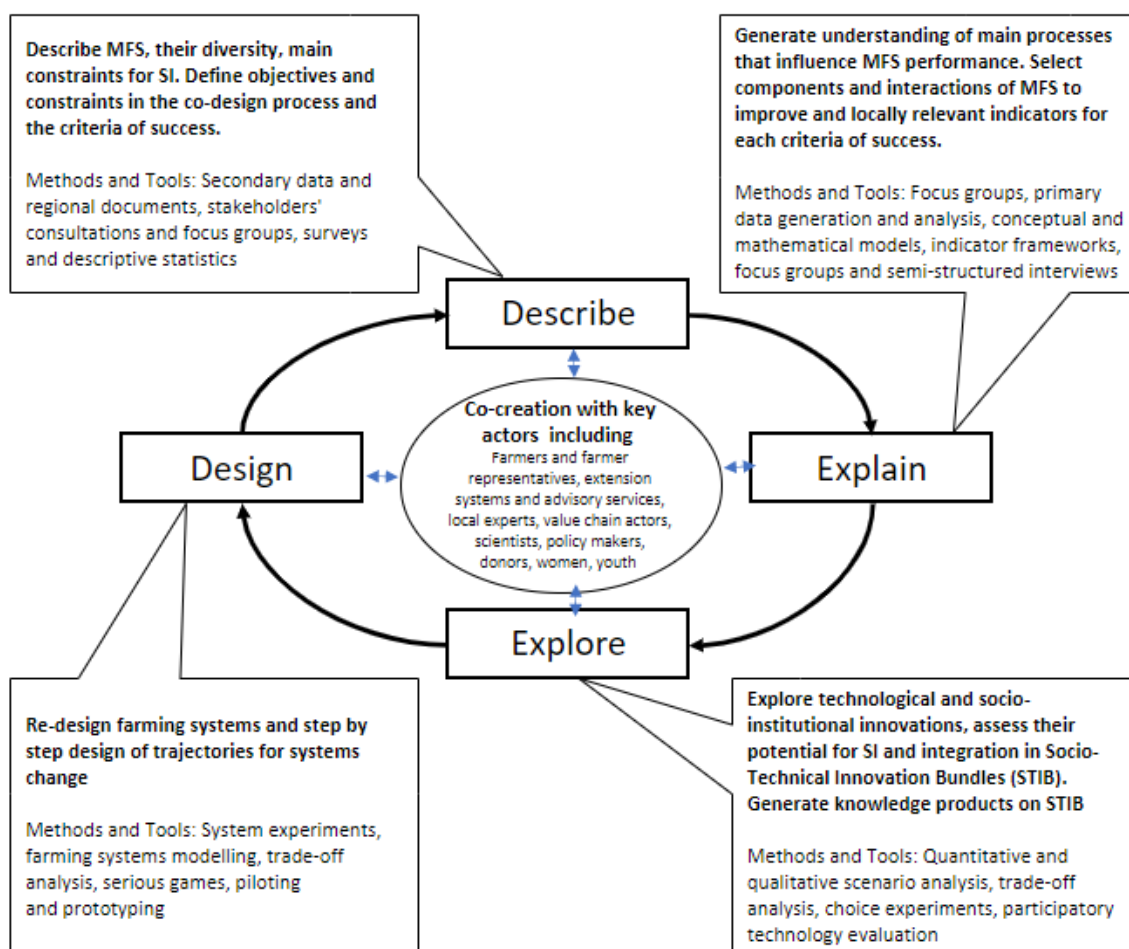 Describe MFS, their diversity, main
constraints for SI. Define objectives and
constraints in the co-design process and
the criteria of success.
Methods and Tools: Secondary data and
regional documents, stakeholders'
consultations and focus groups, surveys
and descriptive statistics
Generate understanding of main processes
that influence MFS performance. Select
components and interactions of MFS to
improve and locally relevant indicators for
each criteria of success.
Methods and Tools: Focus groups, primary
data generation and analysis, conceptual and
mathematical models, indicator frameworks,
focus groups and semi-structured interviews
Describe
Co-creation with key
actors including
Farmers and farmer
representatives, extension
systems and advisory services,
local experts, value chain actors,
scientists, policy makers,
donors, women, youth
Design
Explain
Explore
Re-design farming systems and step by
step design of trajectories for systems
change
Methods and Tools: System experiments,
farming systems modelling, trade-off
analysis, serious games, piloting
and prototyping
Explore technological and socio-
institutional innovations, assess their
potential for SI and integration in Socio-
Technical Innovation Bundles (STIB).
Generate knowledge products on STIB
Methods and Tools: Quantitative and
qualitative scenario analysis, trade-off
analysis, choice experiments, participatory
technology evaluation